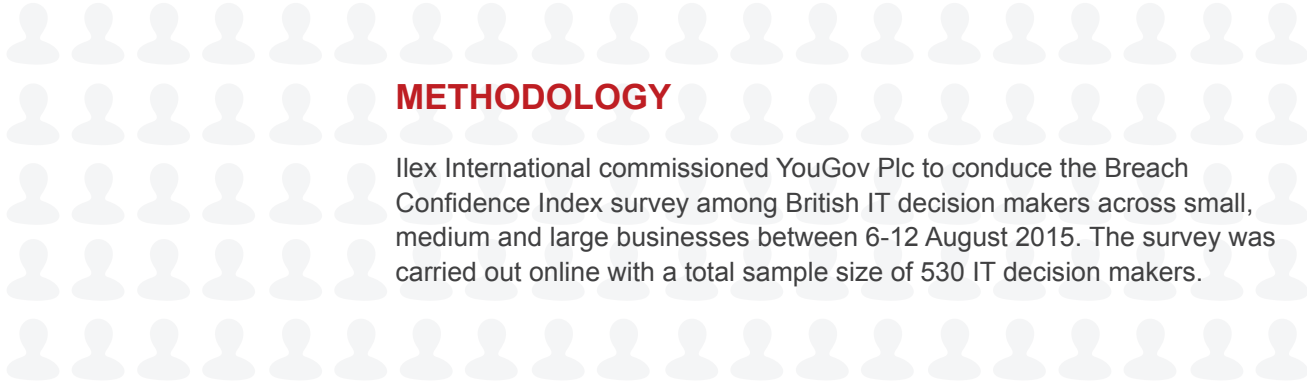 METHODOLOGY
Ilex International commissioned YouGov Plc to conduce the Breach
Confidence Index survey among British IT decision makers across small,
medium and large businesses between 6-12 August 2015. The survey was
carried out online with a total sample size of 530 IT decision makers.